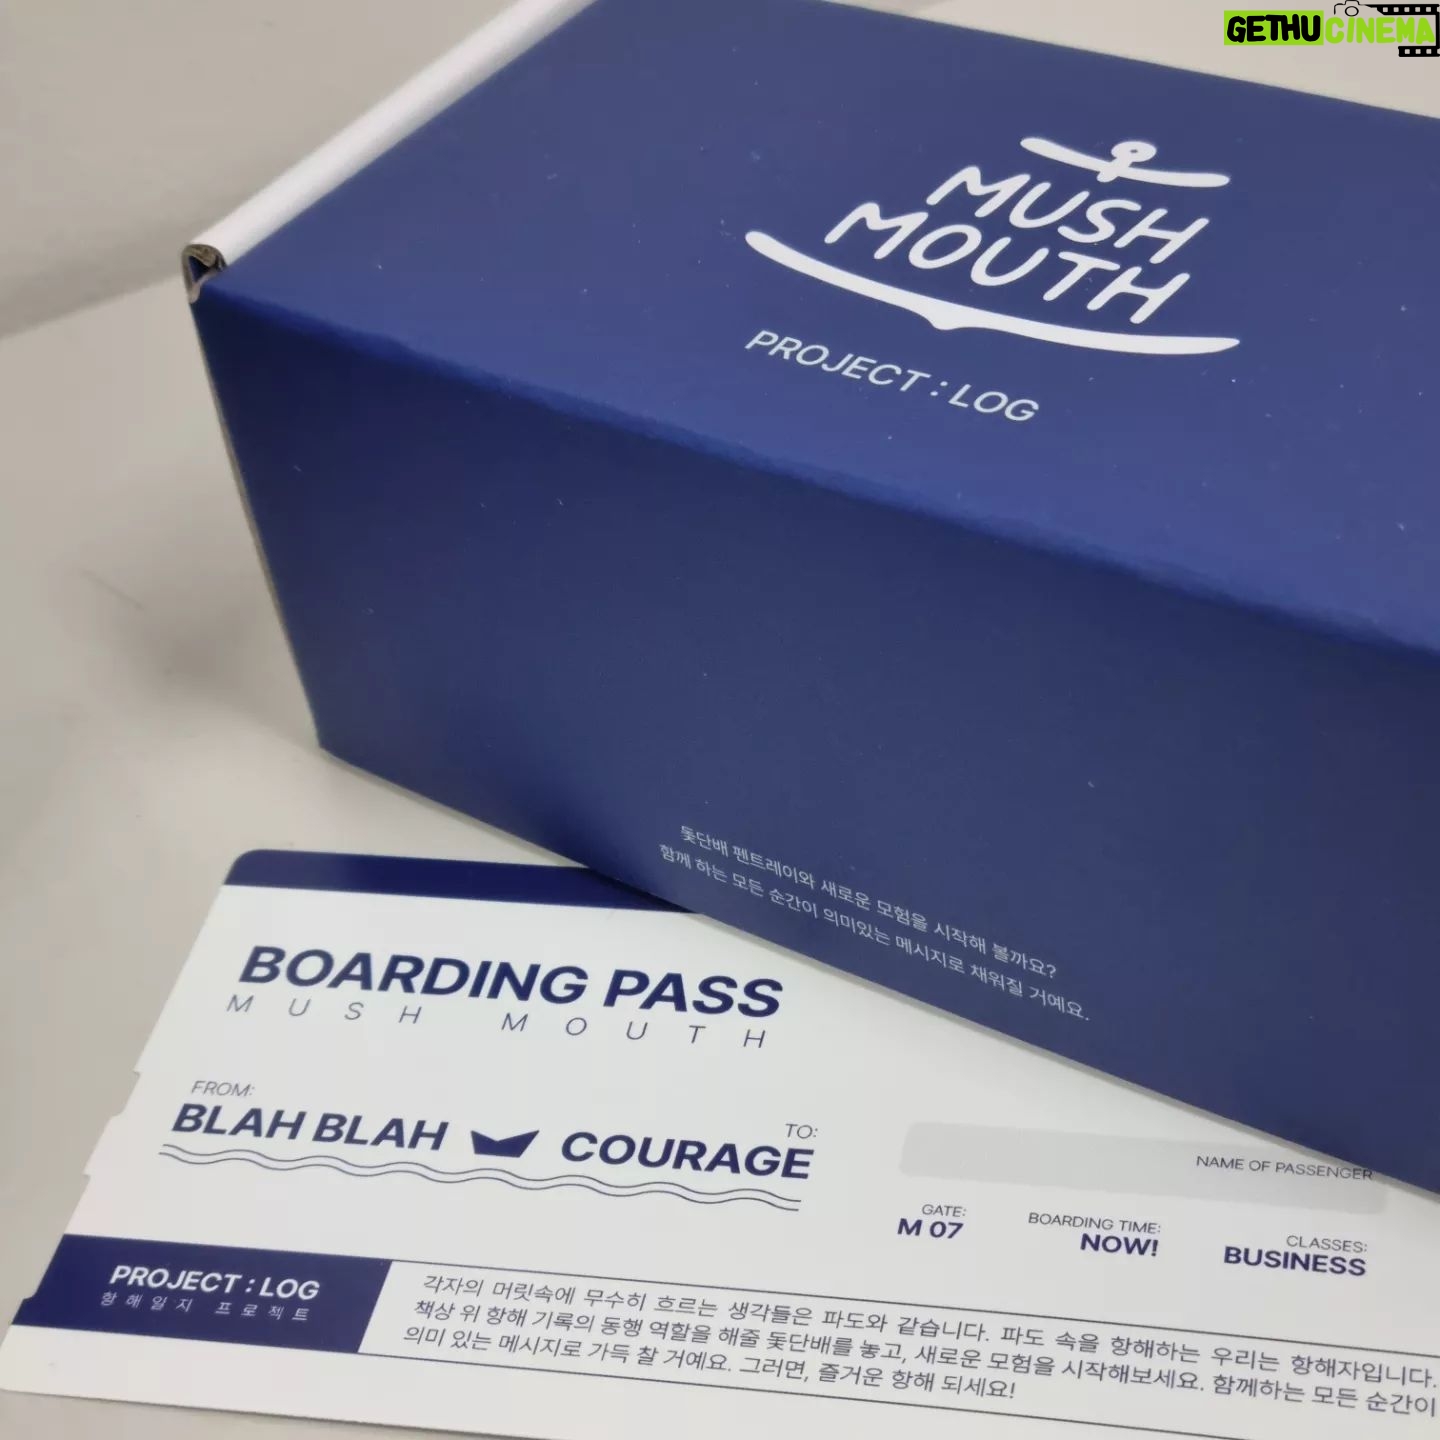 GETHUCINEMA
MUSH
MOUTH
PROJECT : LOG
돛단배 펜트레이와 새로운 모험을 시작해 볼까요?
함께 하는 모든 순간이 의미있는 메시지로 채워질 거예요.
BOARDING PASS
MUSH MOUTH
FROM:
BLAH BLAH
TO:
COURAGE
NAME OF PASSENGER
GATE:
M 07
BOARDING TIME:
NOW!
CLASSES:
BUSINESS
PROJECT : LOG
항해일지 프로젝트
각자의 머릿속에 무수히 흐르는 생각들은 파도와 같습니다. 파도 속을 항해하는 우리는 항해자입니다.
책상 위 항해 기록의 동행 역할을 해줄 돛단배를 놓고, 새로운 모험을 시작해보세요. 함께하는 모든 순간이
의미 있는 메시지로 가득 찰 거예요. 그러면, 즐거운 항해 되세요!